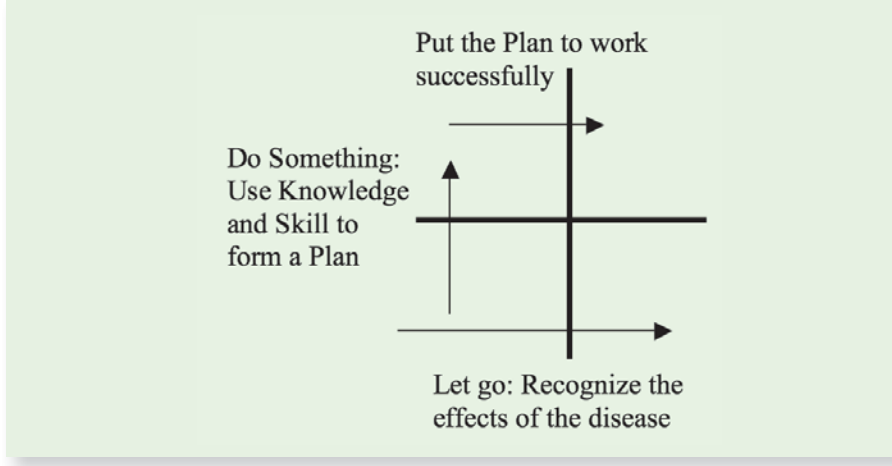 Put the Plan to work
successfully
Do Something:
Use Knowledge
and Skill to
form a Plan
Let go: Recognize the
effects of the disease